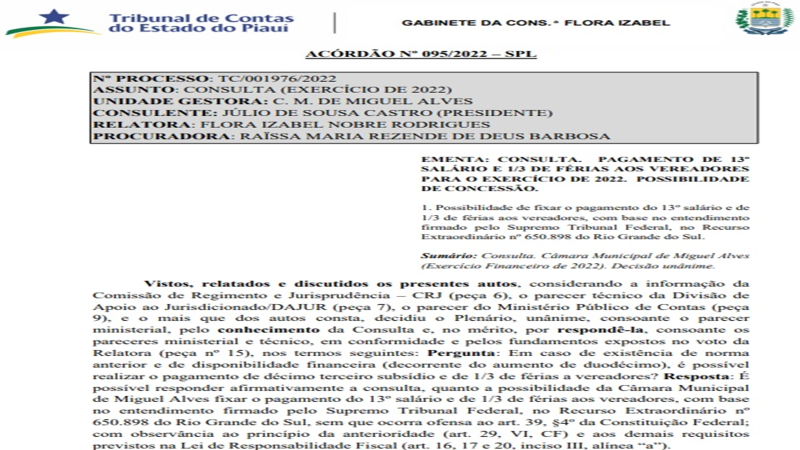 Tribunal de Contas
do Estado do Piauí
GABINETE DA CONS.ª FLORA IZABEL
ACÓRDÃO Nº 095/2022 – SPL
Nº PROCESSO: TC/001976/2022
ASSUNTO: CONSULTA (EXERCÍCIO DE 2022)
UNIDADE GESTORA: C. M. DE MIGUEL ALVES
CONSULENTE: JÚLIO DE SOUSA CASTRO (PRESIDENTE)
RELATORA: FLORA IZABEL NOBRE RODRIGUES
PROCURADORA: RAÏSSA MARIA REZENDE DE DEUS BARBOSA
EMENTA: CONSULTA. PAGAMENTO DE 13º
SALÁRIO E 1/3 DE FÉRIAS AOS VEREADORES
PARA O EXERCÍCIO DE 2022. POSSIBILIDADE
DE CONCESSÃO.
1. Possibilidade de fixar o pagamento do 13º salário e de
1/3 de férias aos vereadores, com base no entendimento
firmado pelo Supremo Tribunal Federal, no Recurso
Extraordinário nº 650.898 do Rio Grande do Sul.
Sumário: Consulta. Câmara Municipal de Miguel Alves
(Exercício Financeiro de 2022). Decisão unânime.
Vistos, relatados e discutidos os presentes autos, considerando a informação da
Comissão de Regimento e Jurisprudência – CRJ (peça 6), o parecer técnico da Divisão de
Apoio ao Jurisdicionado/DAJUR (peça 7), o parecer do Ministério Público de Contas (peça
9), e o mais que dos autos consta, decidiu o Plenário, unânime, consoante o parecer
ministerial, pelo conhecimento da Consulta e, no mérito, por respondê-la, consoante os
pareceres ministerial e técnico, em conformidade e pelos fundamentos expostos no voto da
Relatora (peça nº 15), nos termos seguintes: Pergunta: Em caso de existência de norma
anterior e de disponibilidade financeira (decorrente do aumento de duodécimo), é possível
realizar o pagamento de décimo terceiro subsídio e de 1/3 de férias a vereadores? Resposta: É
possível responder afirmativamente a consulta, quanto a possibilidade da Câmara Municipal
de Miguel Alves fixar o pagamento do 13º salário e de 1/3 de férias aos vereadores, com base
no entendimento firmado pelo Supremo Tribunal Federal, no Recurso Extraordinário nº
650.898 do Rio Grande do Sul, sem que ocorra ofensa ao art. 39, §4º da Constituição Federal;
com observação ao princípio da anterioridade (art. 29, VI, CF) e aos demais requisitos
previstos na Lei de Responsabilidade Fiscal (art. 16, 17 e 20, inciso III, alínea “a”).